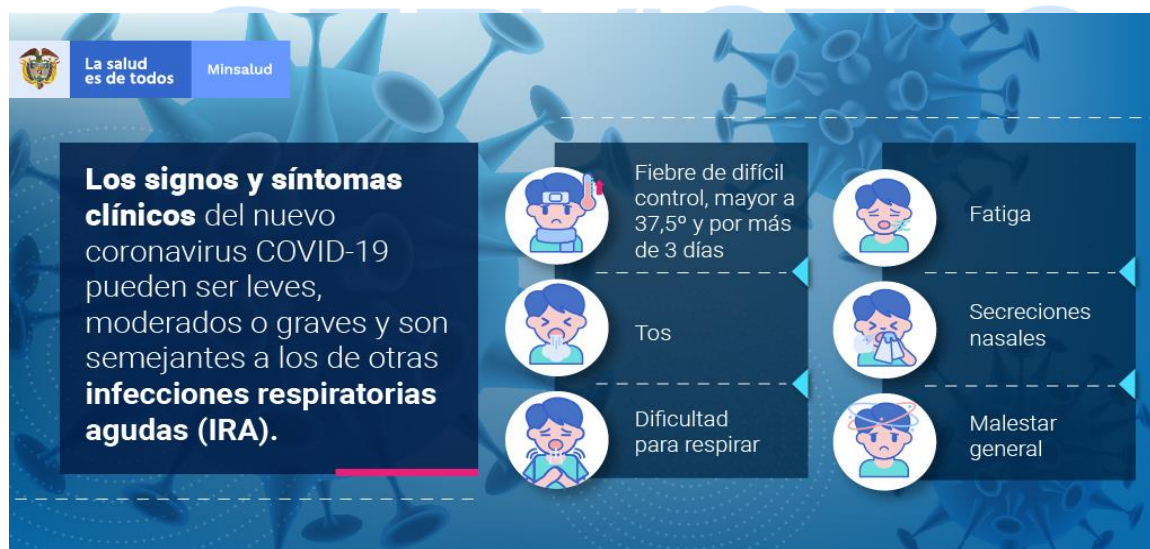 La salud
es de todos
Minsalud
Los signos y síntomas
clínicos del nuevo
coronavirus COVID-19
pueden ser leves,
moderados o graves y son
semejantes a los de otras
infecciones respiratorias
agudas (IRA).
Fiebre de difícil
control, mayor a
37,5º y por más
de 3 días
Tos
Dificultad
para respirar
Fatiga
Secreciones
nasales
Malestar
general